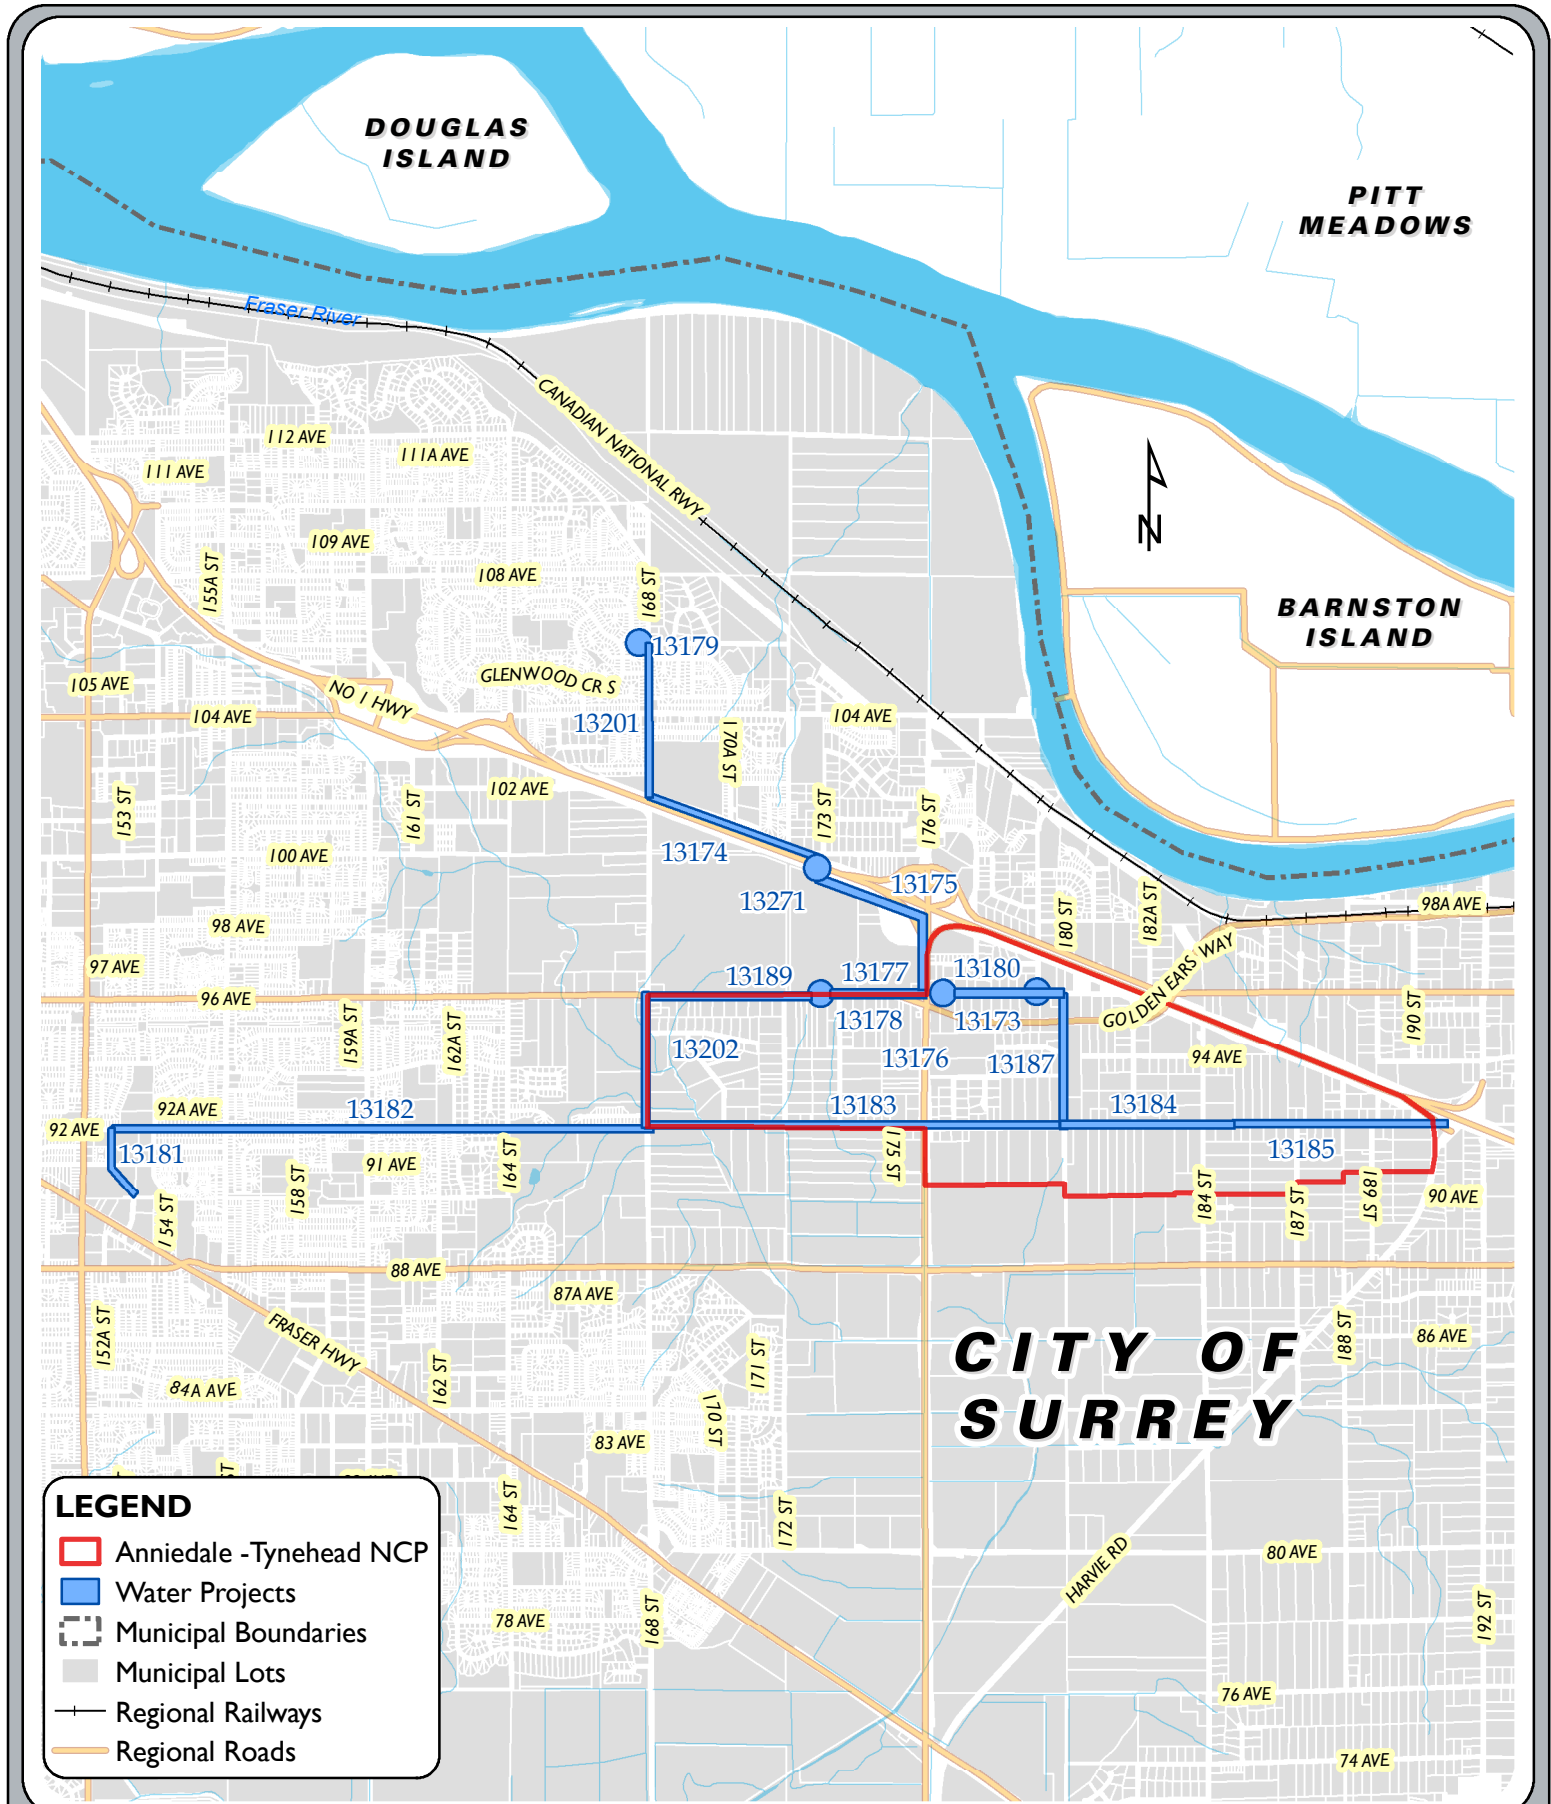 DOUGLAS
ISLAND
PITT
MEADOWS
Fraser River
CANADIAN NATIONAL RWY
112 AVE
111A AVE
111 AVE
N
109 AVE
108 AVE
155A ST
168 ST
BARNSTON
ISLAND
13179
GLENWOOD CR S
105 AVE
NO 1 HWY
104 AVE
104 AVE
13201
170A ST
102 AVE
153 ST
161 ST
173 ST
176 ST
100 AVE
13174
13175
13271
98A AVE
180 ST
182A ST
98 AVE
GOLDEN EARS WAY
97 AVE
13189
13177
13180
96 AVE
190 ST
159A ST
162A ST
13178
13173
13202
13176
13187
94 AVE
92A AVE
13182
13183
13184
92 AVE
13181
91 AVE
164 ST
175 ST
13185
158 ST
154 ST
184 ST
187 ST
189 ST
90 AVE
88 AVE
87A AVE
152A ST
FRASER HWY
CITY OF
SURREY
188 ST
86 AVE
171 ST
162 ST
84A AVE
170 ST
83 AVE
ST
164 ST
172 ST
LEGEND
Anniedale -Tynehead NCP
Water Projects
Municipal Boundaries
Municipal Lots
Regional Railways
Regional Roads
80 AVE
HARVIE RD
78 AVE
168 ST
192 ST
76 AVE
74 AVE